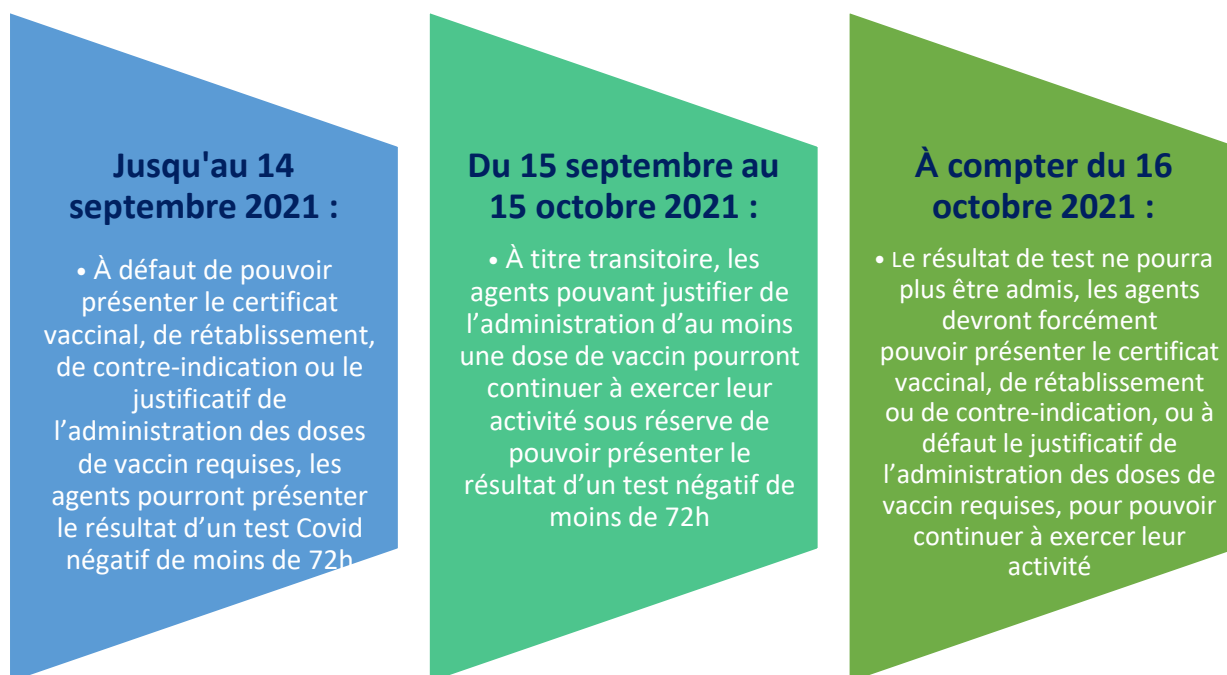 Jusqu'au 14
septembre 2021 :
• À défaut de pouvoir
présenter le certificat
vaccinal, de rétablissement,
de contre-indication ou le
justificatif de
l’administration des doses
de vaccin requises, les
agents pourront présenter
le résultat d’un test Covid
négatif de moins de 72h
Du 15 septembre au
15 octobre 2021 :
• À titre transitoire, les
agents pouvant justifier de
l’administration d’au moins
une dose de vaccin pourront
continuer à exercer leur
activité sous réserve de
pouvoir présenter le
résultat d’un test négatif de
moins de 72h
À compter du 16
octobre 2021 :
• Le résultat de test ne pourra
plus être admis, les agents
devront forcément
pouvoir présenter le certificat
vaccinal, de rétablissement
ou de contre-indication, ou à
défaut le justificatif de
l’administration des doses de
vaccin requises, pour pouvoir
continuer à exercer leur
activité